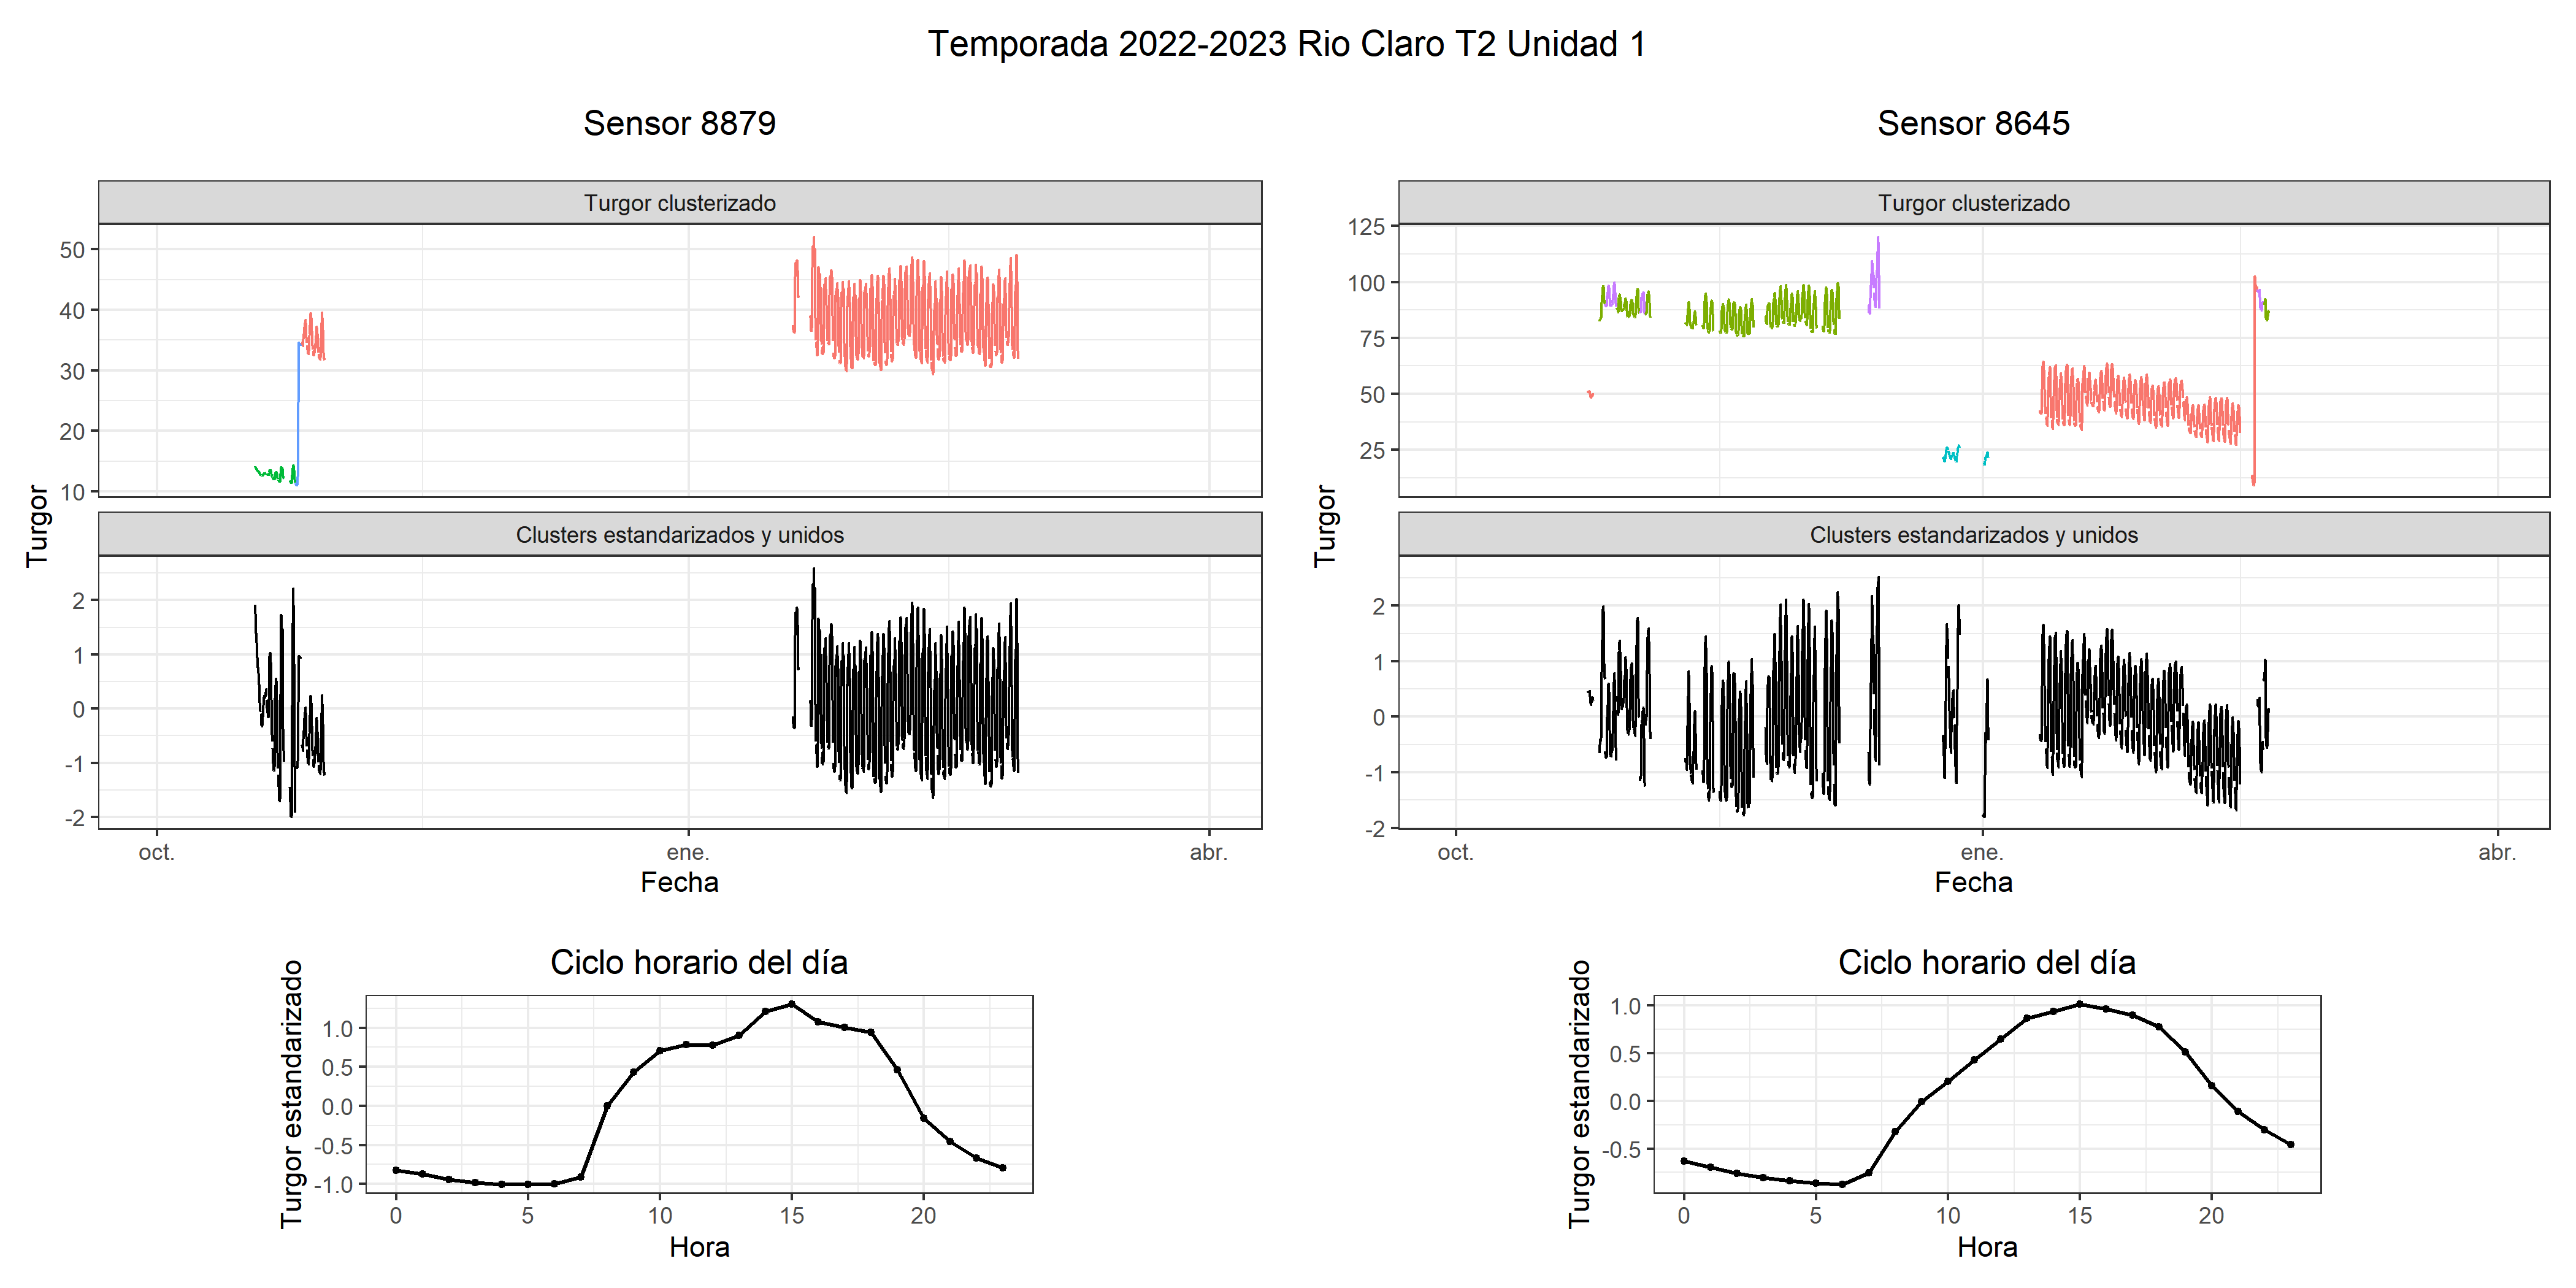 Temporada 2022-2023 Rio Claro T2 Unidad 1
Sensor 8879
Turgor clusterizado
50
40
30
20
10
Turgor
Clusters estandarizados y unidos
2
1
0
-1
-2
oct. ene. abr.
Fecha
Ciclo horario del día
Turgor estandarizado
1.0
0.5
0.0
-0.5
-1.0
0 5 10 15 20
Hora
Sensor 8645
Turgor clusterizado
125
100
75
50
25
Turgor
Clusters estandarizados y unidos
2
1
0
-1
-2
oct. ene. abr.
Fecha
Ciclo horario del día
Turgor estandarizado
1.0
0.5
0.0
-0.5
0 5 10 15 20
Hora